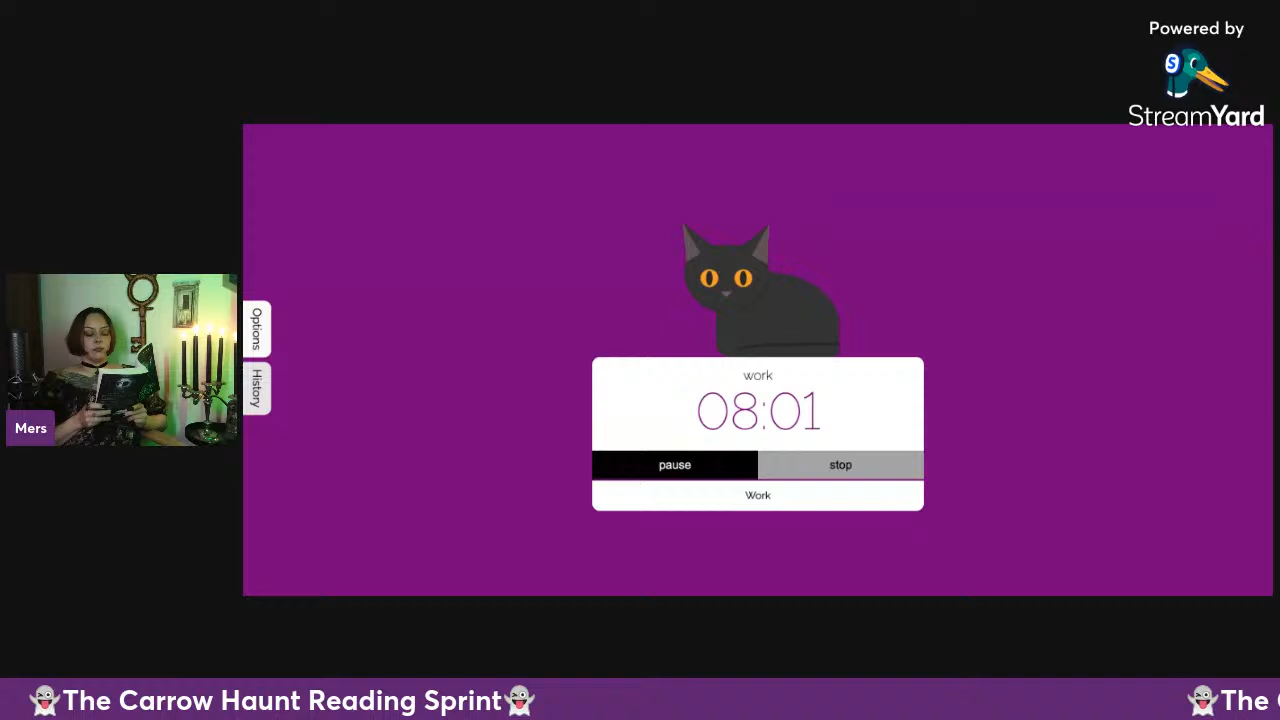 Powered by
S
StreamYard
Options
History
Mers
work
08:01
pause
stop
Work
👻The Carrow Haunt Reading Sprint👻
👻The